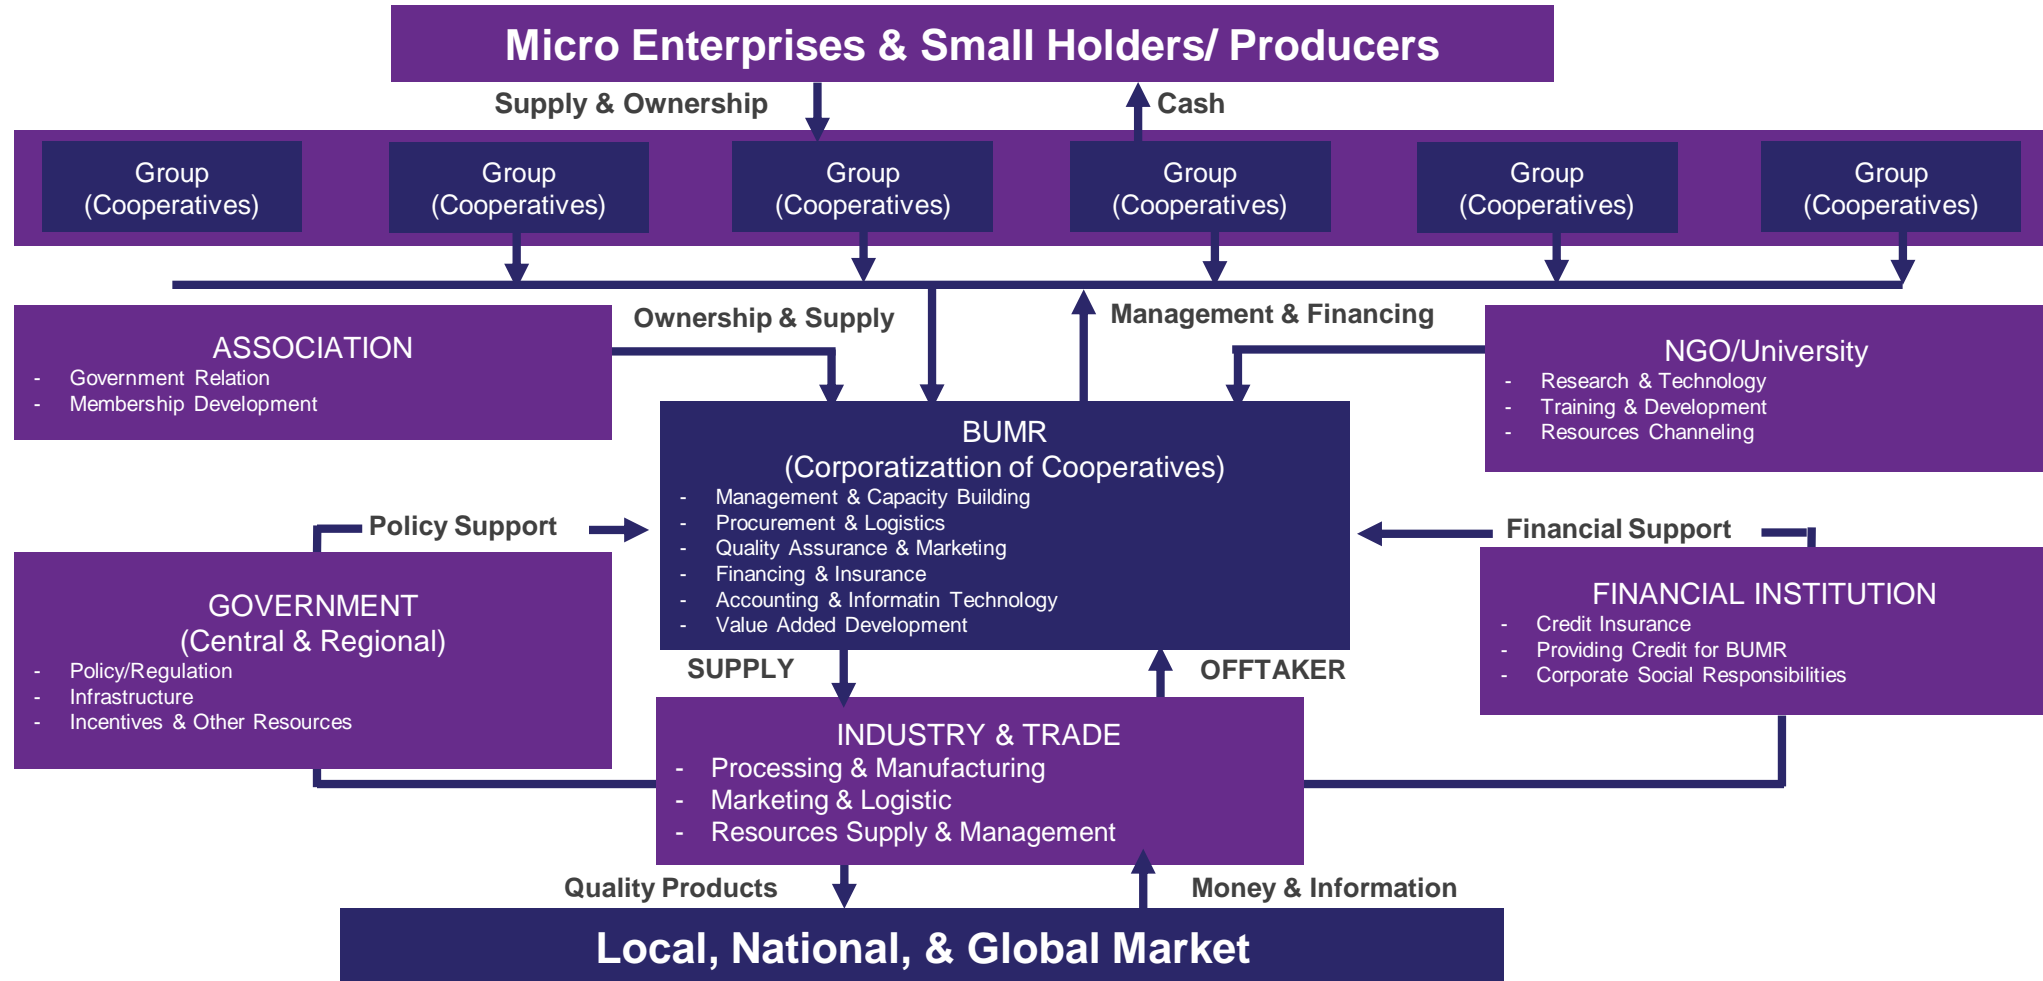 Micro Enterprises & Small Holders/ Producers
Supply & Ownership
Cash
Group
(Cooperatives)
Group
(Cooperatives)
Group
(Cooperatives)
Group
(Cooperatives)
Group
(Cooperatives)
Group
(Cooperatives)
Ownership & Supply
Management & Financing
ASSOCIATION
- Government Relation
- Membership Development
NGO/University
- Research & Technology
- Training & Development
- Resources Channeling
BUMR
(Corporatizattion of Cooperatives)
- Management & Capacity Building
- Procurement & Logistics
- Quality Assurance & Marketing
- Financing & Insurance
- Accounting & Informatin Technology
- Value Added Development
Policy Support
Financial Support
GOVERNMENT
(Central & Regional)
- Policy/Regulation
- Infrastructure
- Incentives & Other Resources
FINANCIAL INSTITUTION
- Credit Insurance
- Providing Credit for BUMR
- Corporate Social Responsibilities
SUPPLY
OFFTAKER
INDUSTRY & TRADE
- Processing & Manufacturing
- Marketing & Logistic
- Resources Supply & Management
Quality Products
Money & Information
Local, National, & Global Market